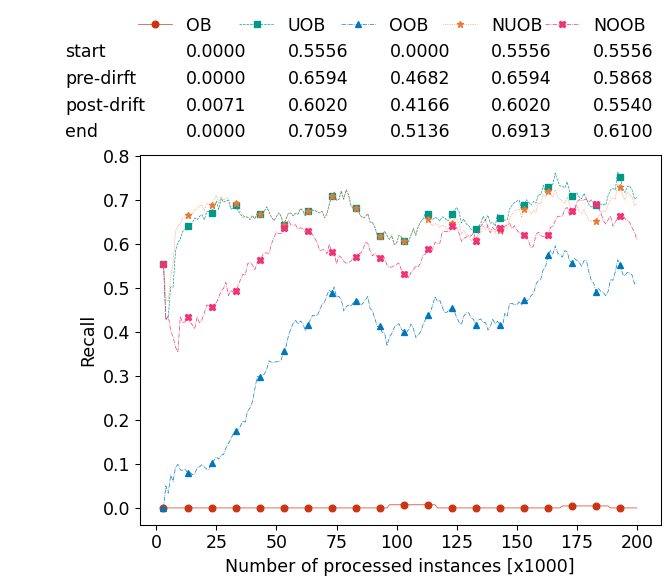 OB UOB OOB NUOB NOOB
start 0.0000 0.5556 0.0000 0.5556 0.5556
pre-dirft 0.0000 0.6594 0.4682 0.6594 0.5868
post-drift 0.0071 0.6020 0.4166 0.6020 0.5540
end 0.0000 0.7059 0.5136 0.6913 0.6100
0.8
0.7
0.6
0.5
0.4
0.3
0.2
0.1
0.0
Recall
0 25 50 75 100 125 150 175 200
Number of processed instances [x1000]